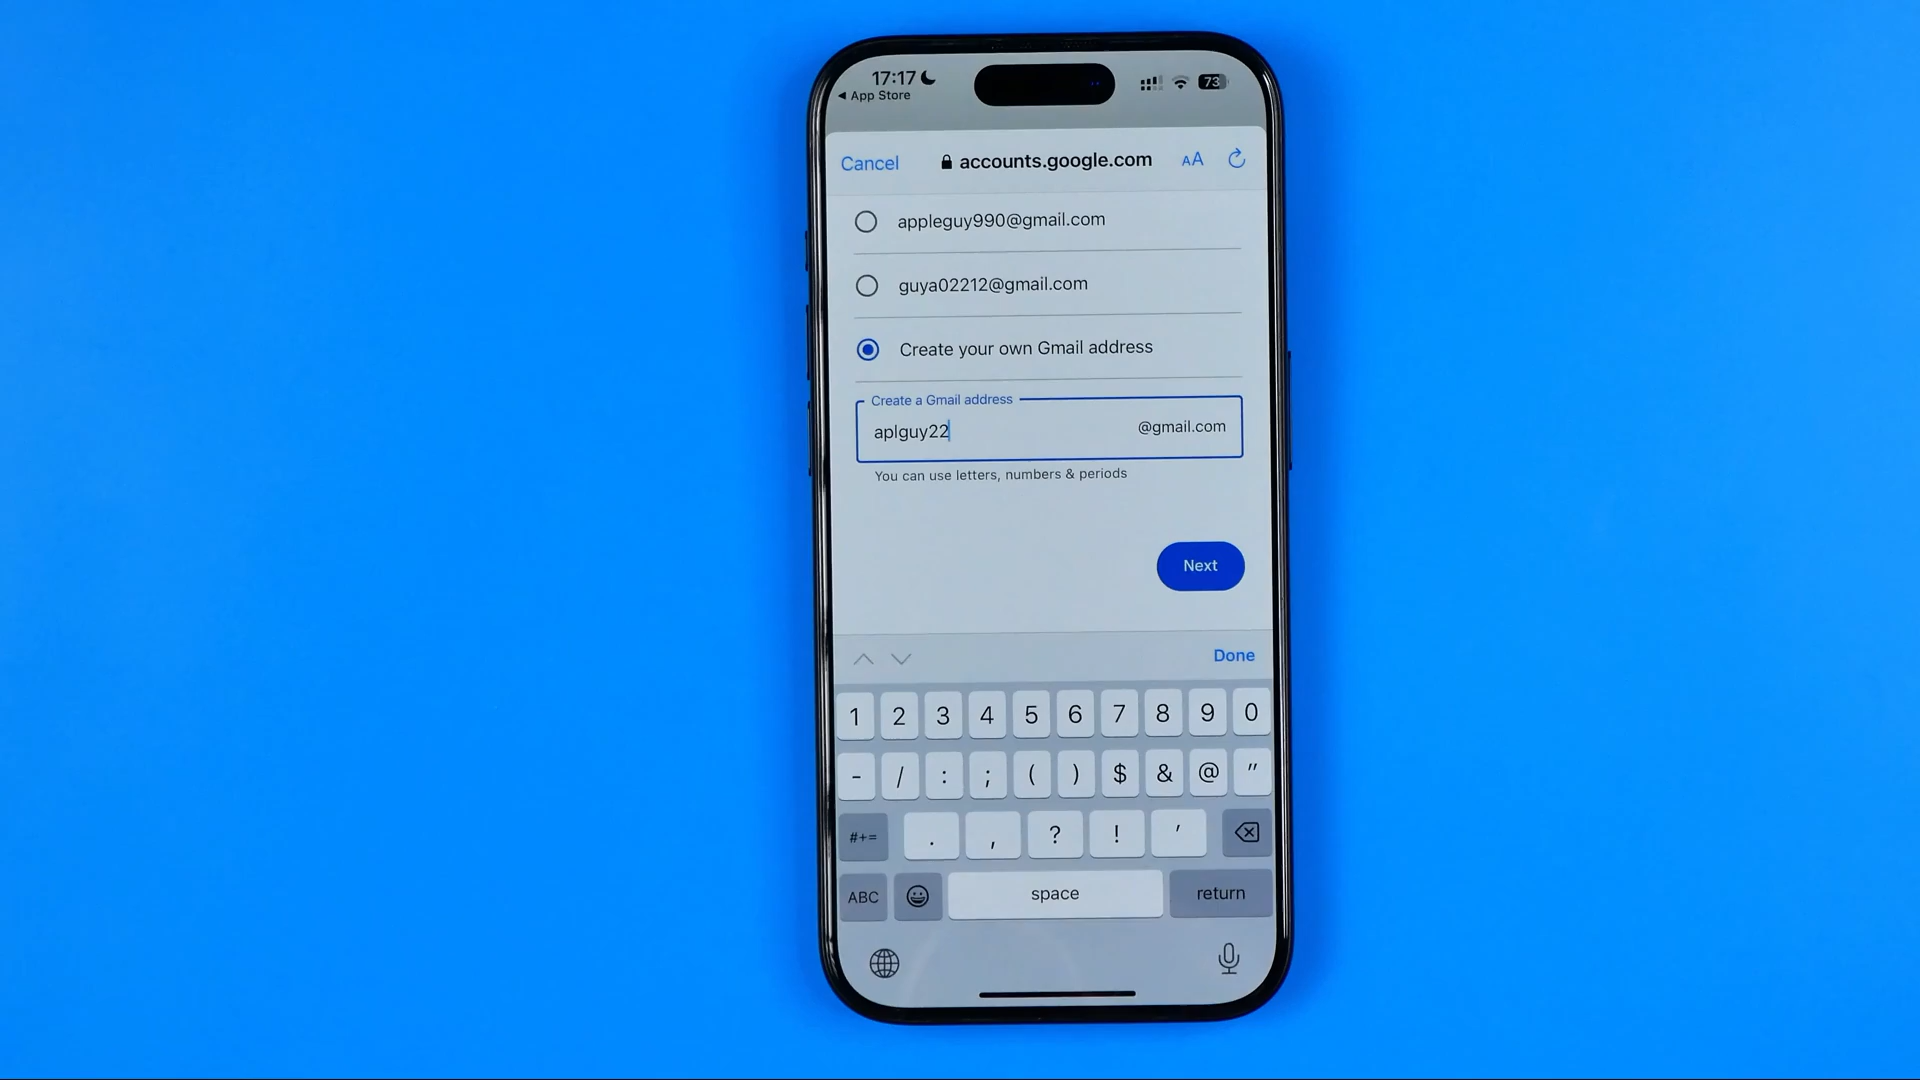 17:17
73
◀ App Store
Cancel
accounts.google.com
AA
appleguy990@gmail.com
guya02212@gmail.com
Create your own Gmail address
Create a Gmail address
aplguy22
@gmail.com
You can use letters, numbers & periods
Next
Done
1 2 3 4 5 6 7 8 9 0
- / : ; ( ) $ & @ "
#+= . , ? ! '
ABC space return